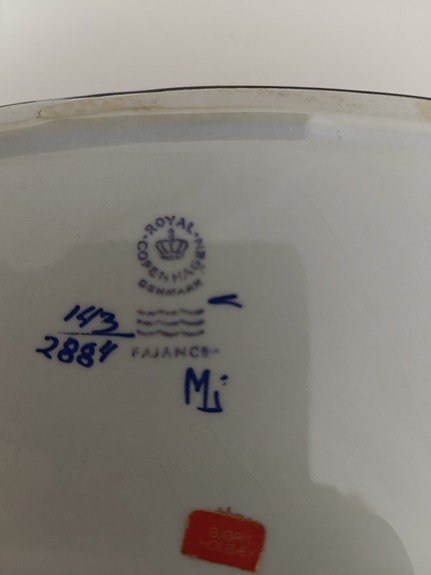 ROYAL COPENHAGEN
DENMARK
143
2884
FAJANCE
Mj